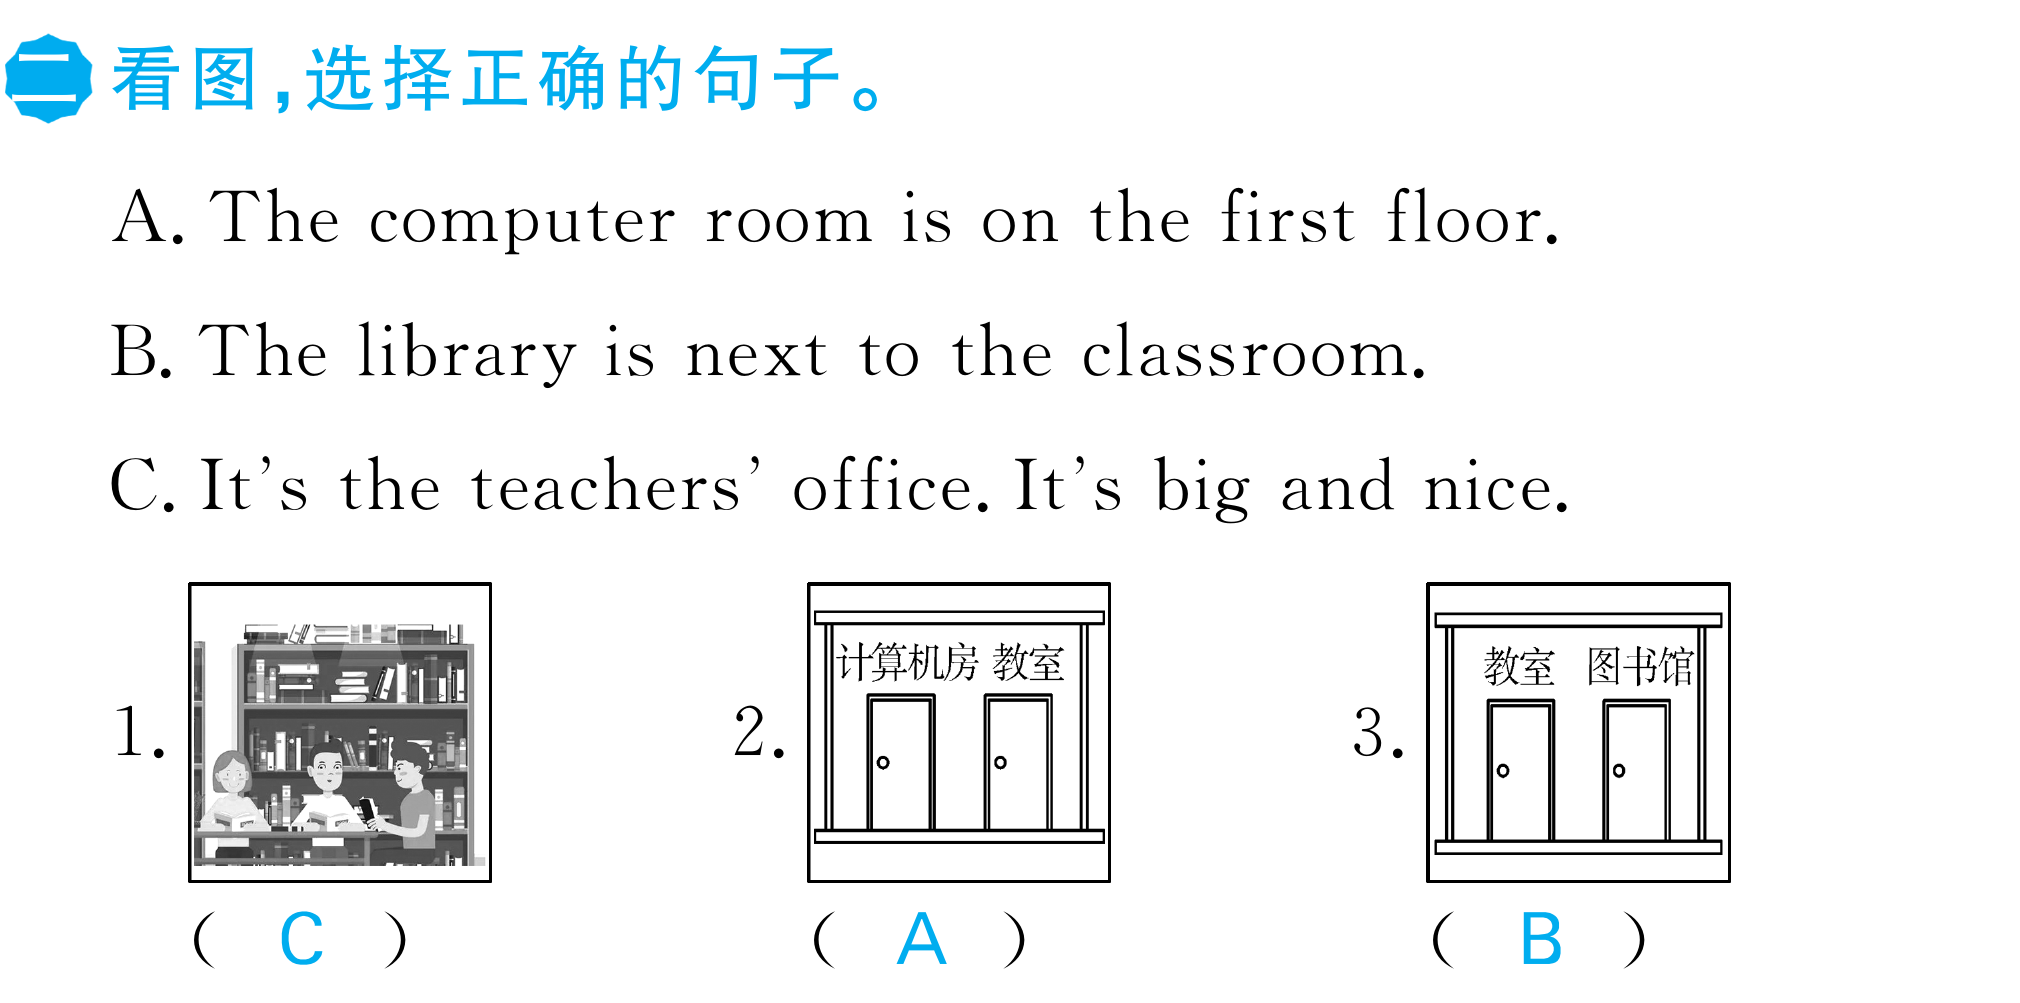 二 看图,选择正确的句子。
A. The computer room is on the first floor.
B. The library is next to the classroom.
C. It's the teachers' office. It's big and nice.
计算机房 教室
教室 图书馆
1. 2. 3.
( C ) ( A ) ( B )